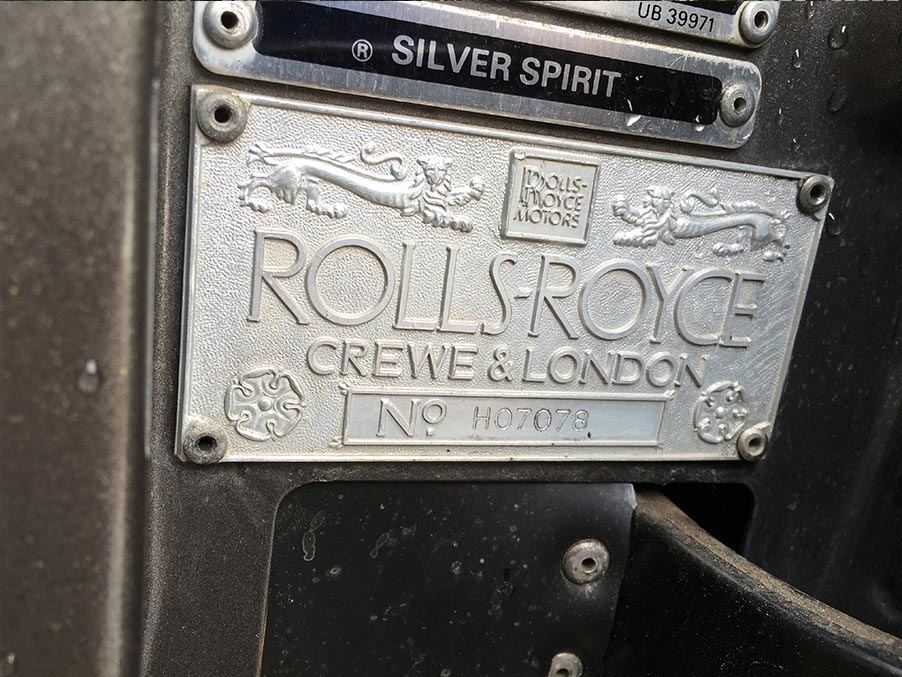 UB 39971
® SILVER SPIRIT
ROLLS-
ROYCE
MOTORS
ROLLS-ROYCE
CREWE & LONDON
Nº H07078